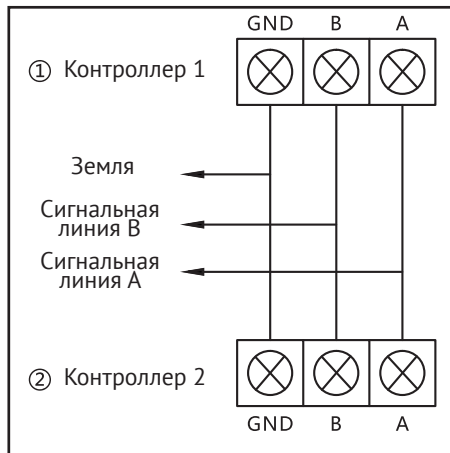 GND B A
① Контроллер 1
Земля
Сигнальная
линия B
Сигнальная
линия A
② Контроллер 2
GND B A